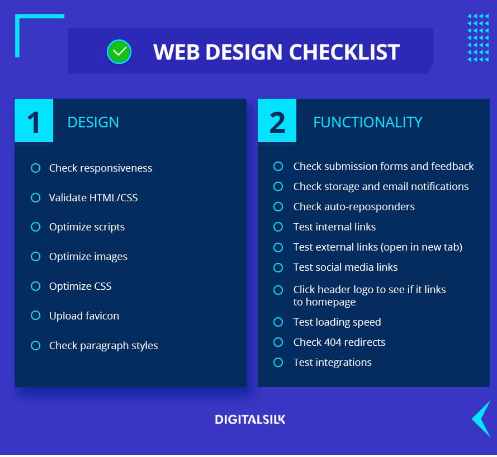 WEB DESIGN CHECKLIST
1 DESIGN
Check responsiveness
Validate HTML/CSS
Optimize scripts
Optimize images
Optimize CSS
Upload favicon
Check paragraph styles
2 FUNCTIONALITY
Check submission forms and feedback
Check storage and email notifications
Check auto-reposponders
Test internal links
Test external links (open in new tab)
Test social media links
Click header logo to see if it links
to homepage
Test loading speed
Check 404 redirects
Test integrations
DIGITALSILK